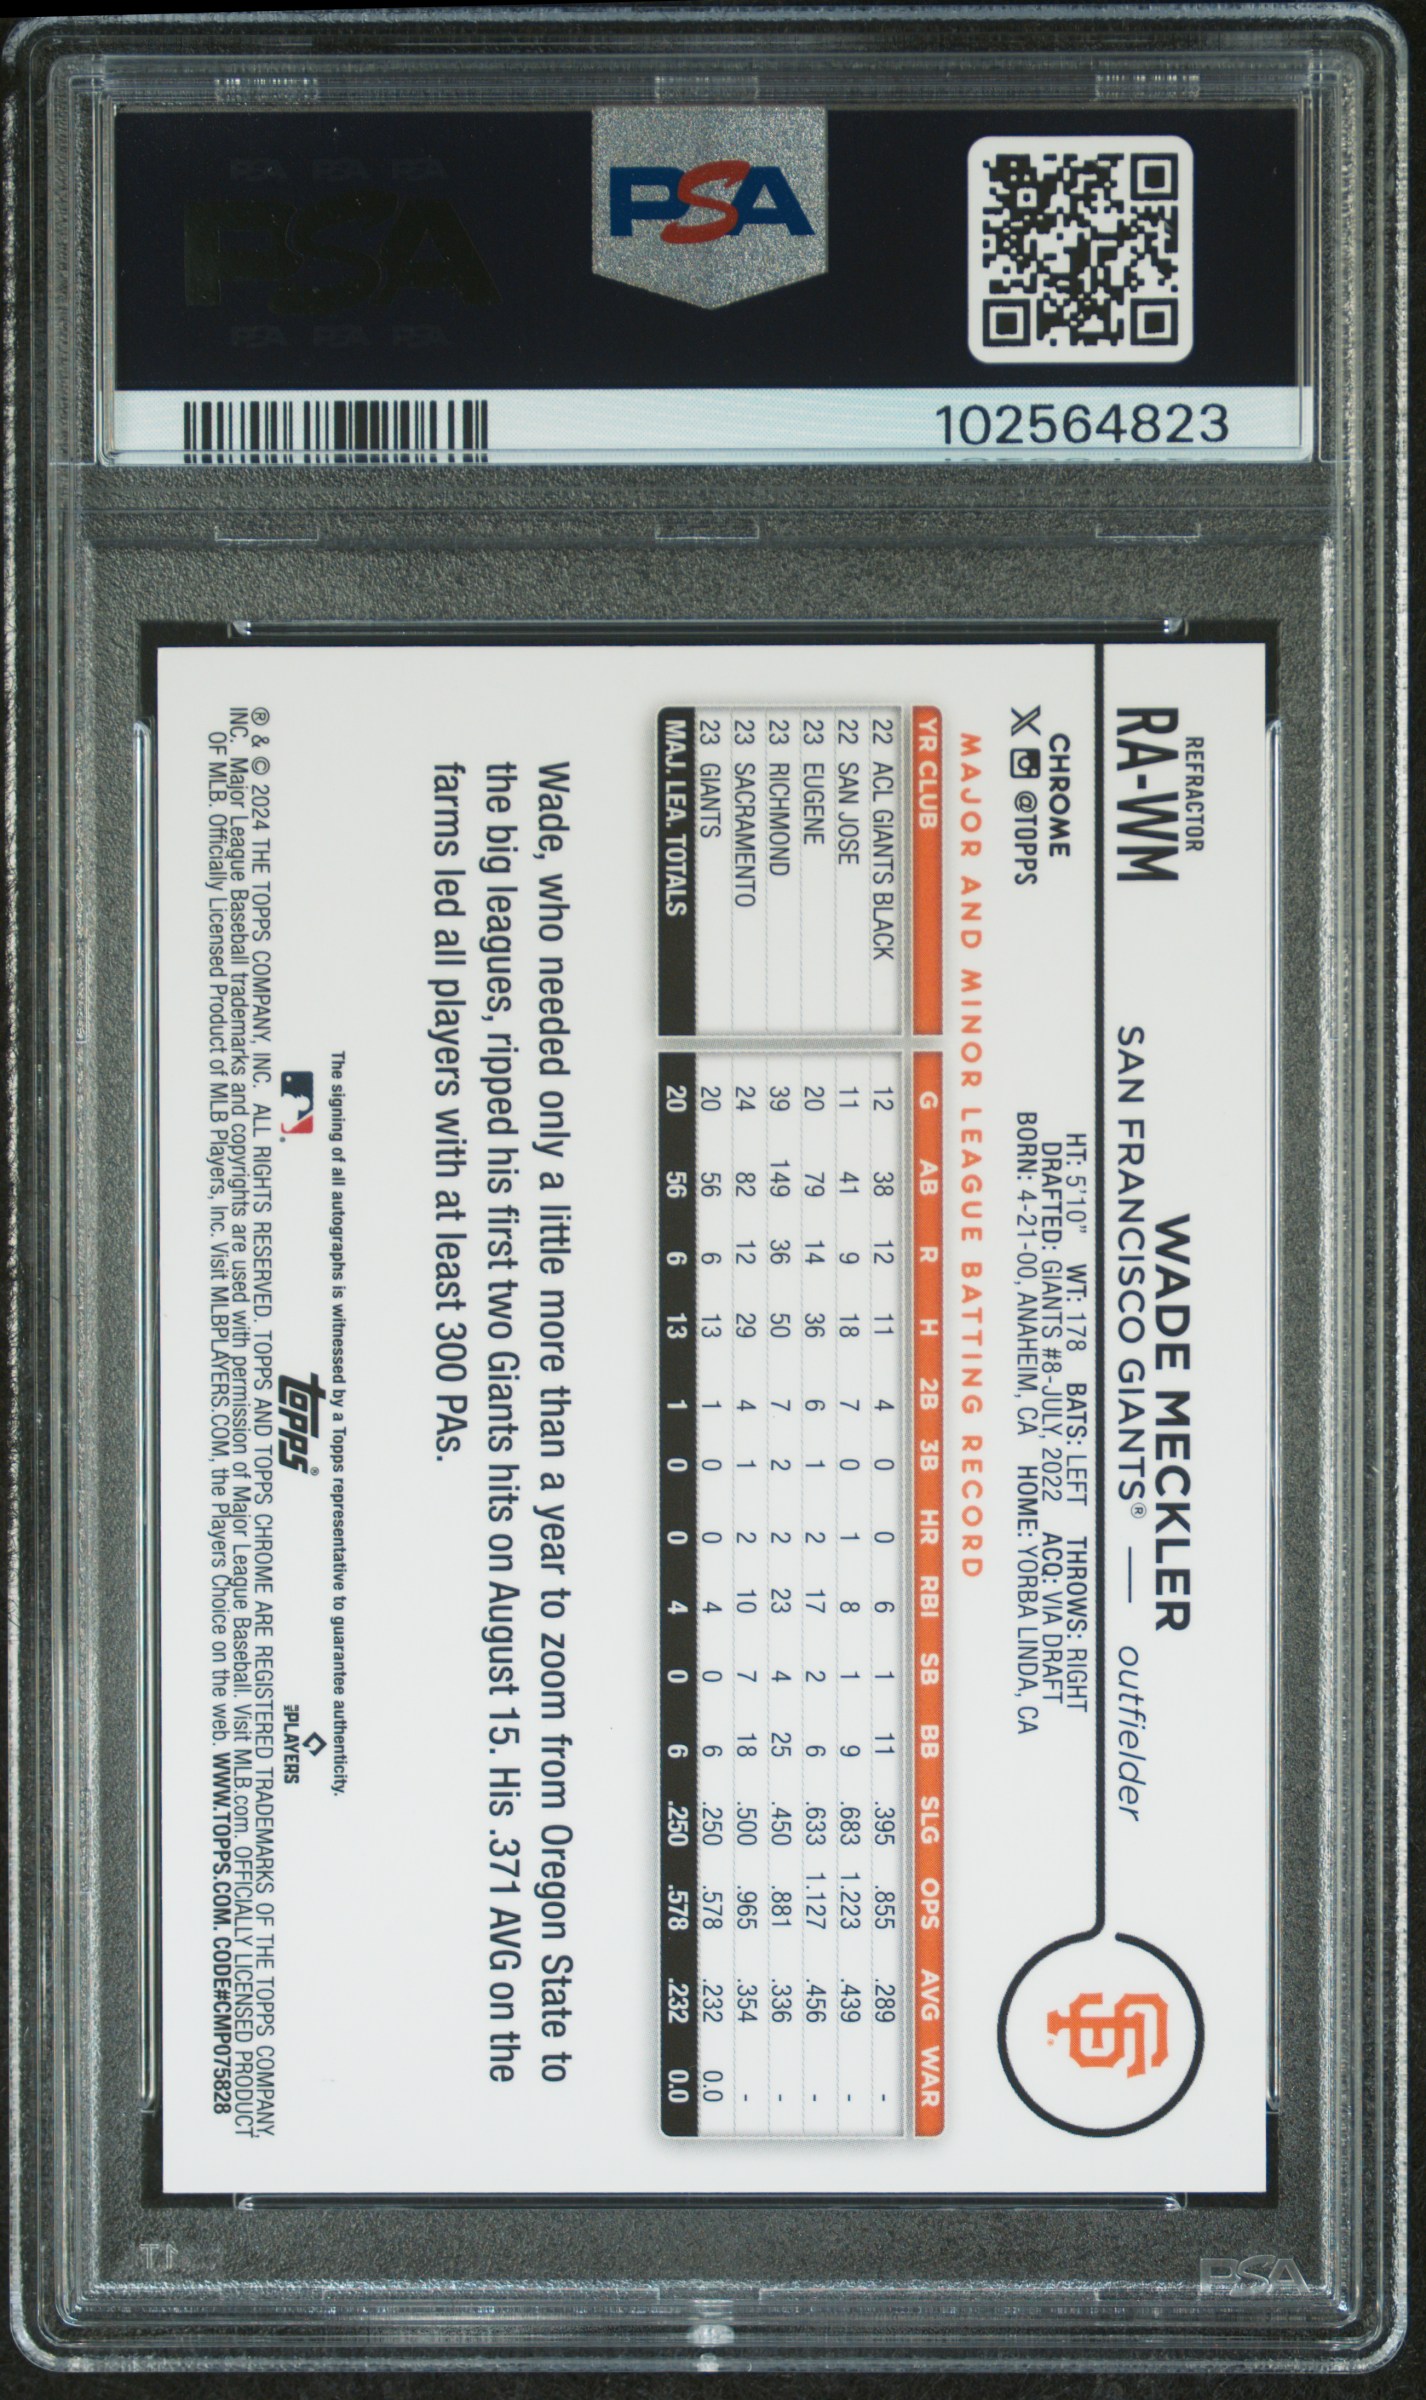 PSA PSA PSA
PSA
PSA PSA PSA
PSA
102564823
REFRACTOR
RA-WM
WADE MECKLER
SAN FRANCISCO GIANTS® — outfielder
CHROME
@TOPPS
HT: 5'10" WT: 178 BATS: LEFT THROWS: RIGHT
DRAFTED: GIANTS #8-JULY, 2022 ACQ: VIA DRAFT
BORN: 4-21-00, ANAHEIM, CA HOME: YORBA LINDA, CA
SF
MAJOR AND MINOR LEAGUE BATTING RECORD
YR CLUB G AB R H 2B 3B HR RBI SB BB SLG OPS AVG WAR
22 ACL GIANTS BLACK 12 38 12 11 4 0 0 6 1 11 .395 .855 .289 -
22 SAN JOSE 11 41 9 18 7 0 1 8 1 9 .683 1.223 .439 -
23 EUGENE 20 79 14 36 6 1 2 17 2 6 .633 1.127 .456 -
23 RICHMOND 39 149 36 50 7 2 2 23 4 25 .450 .881 .336 -
23 SACRAMENTO 24 82 12 29 4 1 2 10 7 18 .500 .965 .354 -
23 GIANTS 20 56 6 13 1 0 0 4 0 6 .250 .578 .232 0.0
MAJ. LEA. TOTALS 20 56 6 13 1 0 0 4 0 6 .250 .578 .232 0.0
Wade, who needed only a little more than a year to zoom from Oregon State to
the big leagues, ripped his first two Giants hits on August 15. His .371 AVG on the
farms led all players with at least 300 PAs.
The signing of all autographs is witnessed by a Topps representative to guarantee authenticity.
topps®
THE PLAYERS
® & © 2024 THE TOPPS COMPANY, INC. ALL RIGHTS RESERVED. TOPPS AND TOPPS CHROME ARE REGISTERED TRADEMARKS OF THE TOPPS COMPANY,
INC. Major League Baseball trademarks and copyrights are used with permission of Major League Baseball. Visit MLB.com. OFFICIALLY LICENSED PRODUCT
OF MLB. Officially Licensed Product of MLB Players, Inc. Visit MLBPLAYERS.COM, the Players Choice on the web. WWW.TOPPS.COM. CODE#CMP075828
PSA